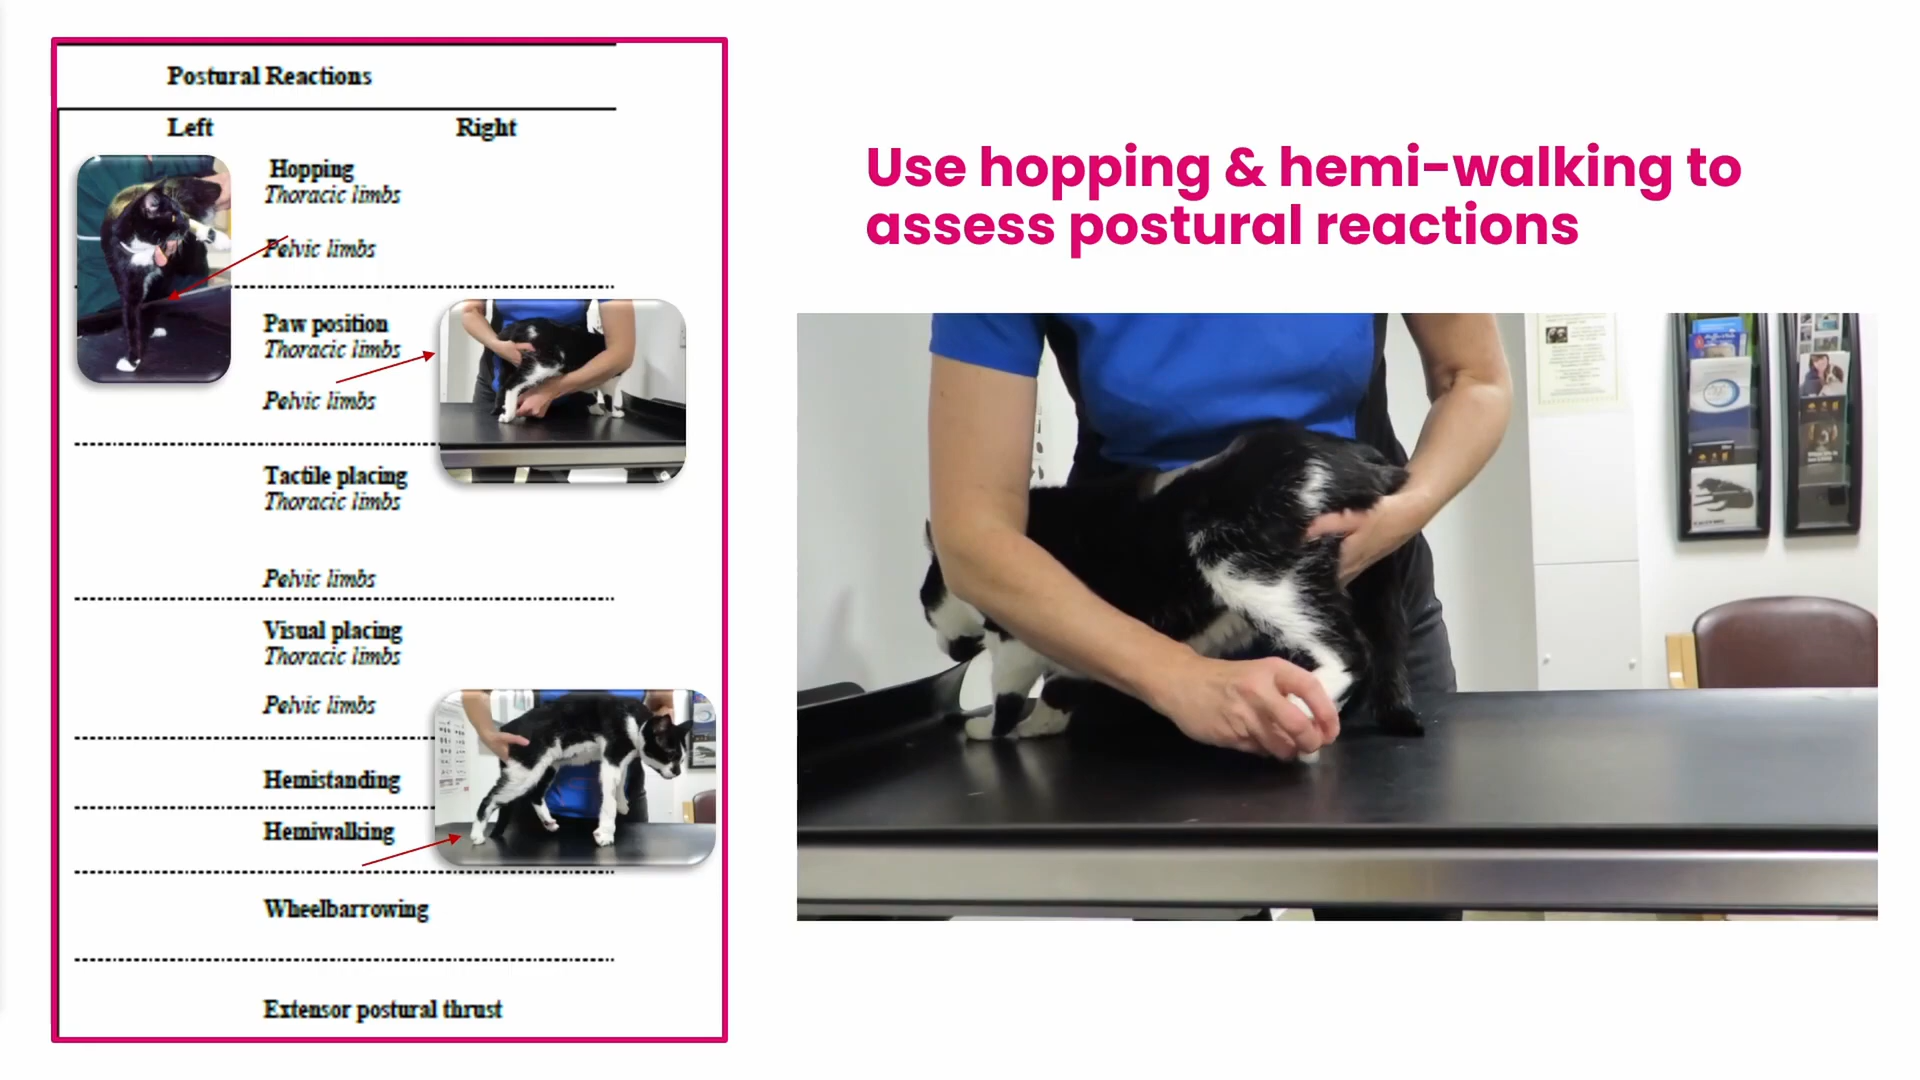 Postural Reactions
Left Right
Hopping
Thoracic limbs
Pelvic limbs
Paw position
Thoracic limbs
Pelvic limbs
Tactile placing
Thoracic limbs
Pelvic limbs
Visual placing
Thoracic limbs
Pelvic limbs
Hemistanding
Hemiwalking
Wheelbarrowing
Extensor postural thrust
Use hopping & hemi-walking to
assess postural reactions